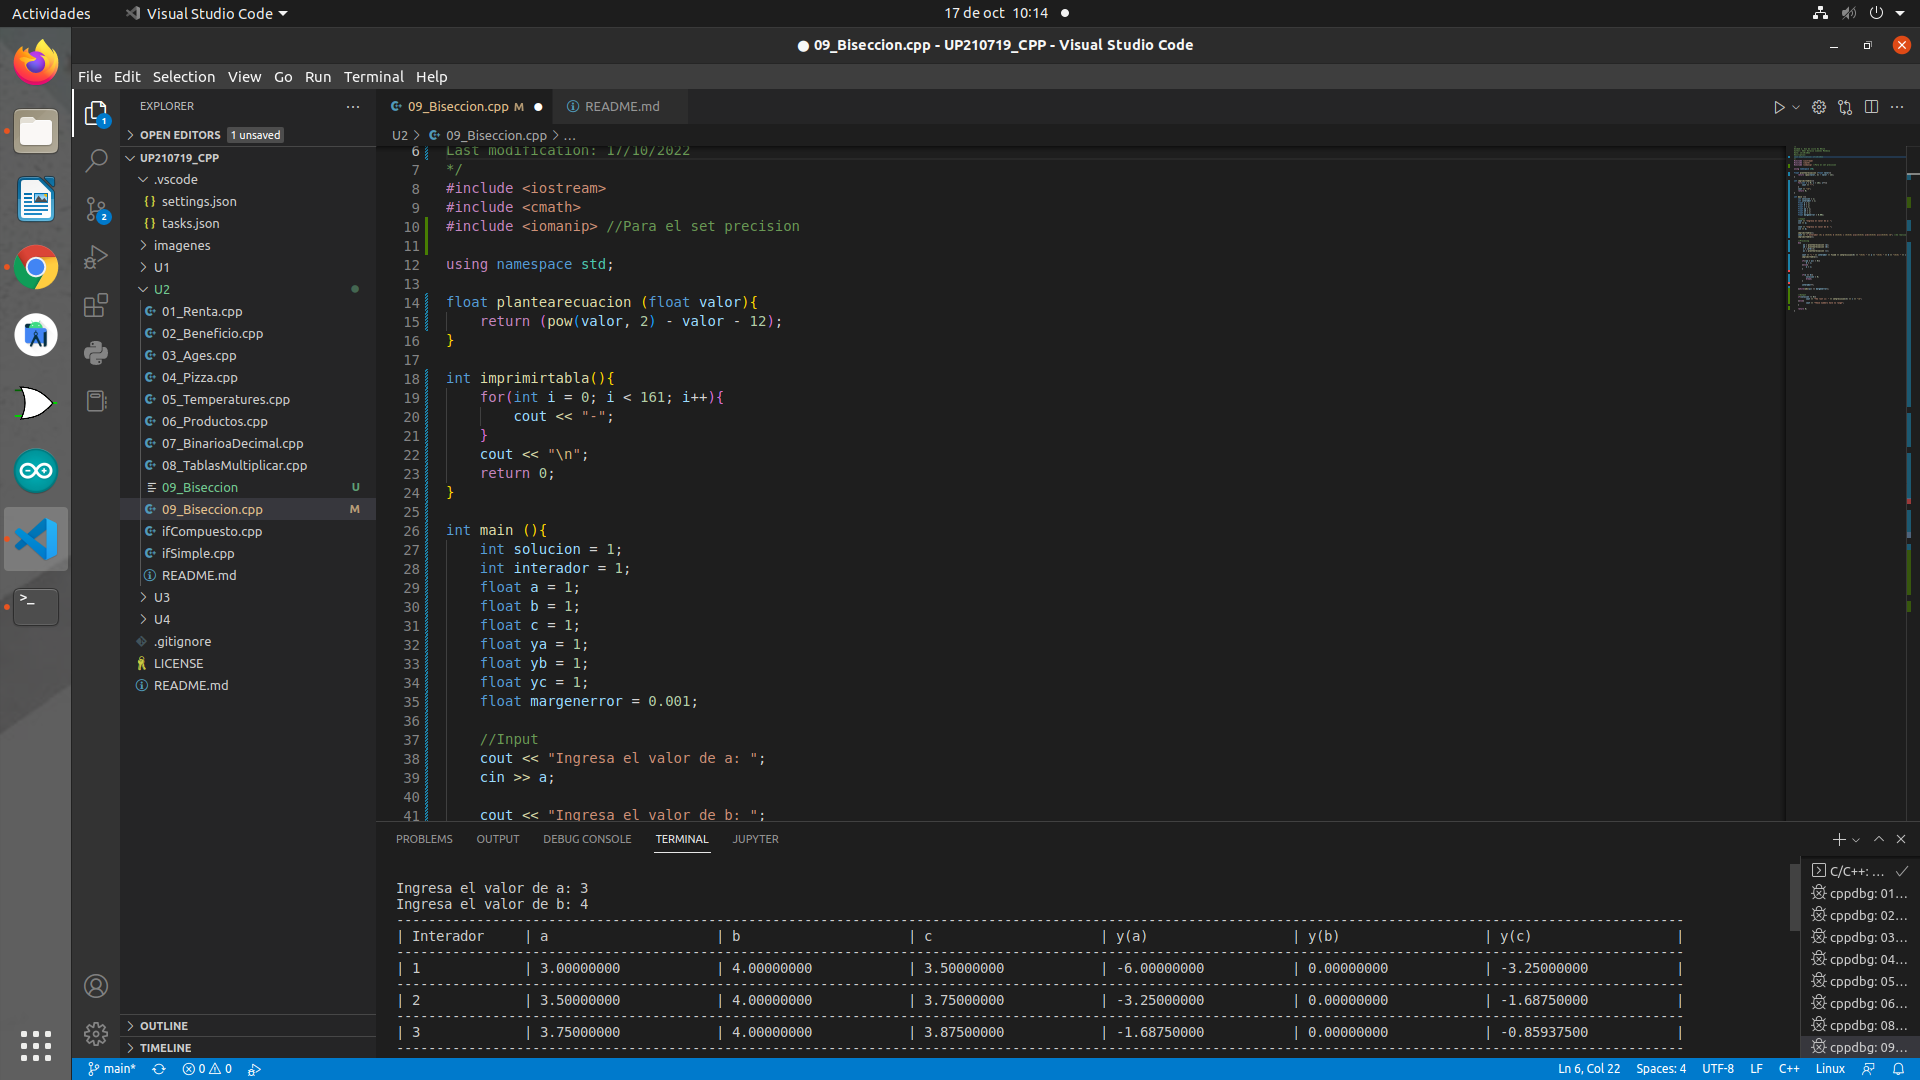 Actividades
Visual Studio Code
17 de oct 10:14
09_Biseccion.cpp - UP210719_CPP - Visual Studio Code
File Edit Selection View Go Run Terminal Help
EXPLORER
OPEN EDITORS 1 unsaved
UP210719_CPP
.vscode
settings.json
tasks.json
imagenes
U1
U2
01_Renta.cpp
02_Beneficio.cpp
03_Ages.cpp
04_Pizza.cpp
05_Temperatures.cpp
06_Productos.cpp
07_BinarioaDecimal.cpp
08_TablasMultiplicar.cpp
09_Biseccion U
09_Biseccion.cpp M
ifCompuesto.cpp
ifSimple.cpp
README.md
U3
U4
.gitignore
LICENSE
README.md
OUTLINE
TIMELINE
1
2
09_Biseccion.cpp M
README.md
U2 > 09_Biseccion.cpp > ...
6 Last modification: 17/10/2022
7 */
8 #include <iostream>
9 #include <cmath>
10 #include <iomanip> //Para el set precision
11
12 using namespace std;
13
14 float plantearecuacion (float valor){
15 return (pow(valor, 2) - valor - 12);
16 }
17
18 int imprimirtabla(){
19 for(int i = 0; i < 161; i++){
20 cout << "-";
21 }
22 cout << "\n";
23 return 0;
24 }
25
26 int main (){
27 int solucion = 1;
28 int interador = 1;
29 float a = 1;
30 float b = 1;
31 float c = 1;
32 float ya = 1;
33 float yb = 1;
34 float yc = 1;
35 float margenerror = 0.001;
36
37 //Input
38 cout << "Ingresa el valor de a: ";
39 cin >> a;
40
41 cout << "Ingresa el valor de b: ";
PROBLEMS OUTPUT DEBUG CONSOLE TERMINAL JUPYTER
Ingresa el valor de a: 3
Ingresa el valor de b: 4
| Interador | a | b | c | y(a) | y(b) | y(c) |
| 1 | 3.00000000 | 4.00000000 | 3.50000000 | -6.00000000 | 0.00000000 | -3.25000000 |
| 2 | 3.50000000 | 4.00000000 | 3.75000000 | -3.25000000 | 0.00000000 | -1.68750000 |
| 3 | 3.75000000 | 4.00000000 | 3.87500000 | -1.68750000 | 0.00000000 | -0.85937500 |
C/C++: ...
cppdbg: 01...
cppdbg: 02...
cppdbg: 03...
cppdbg: 04...
cppdbg: 05...
cppdbg: 06...
cppdbg: 08...
cppdbg: 09...
main* 0 0
Ln 6, Col 22 Spaces: 4 UTF-8 LF C++ Linux